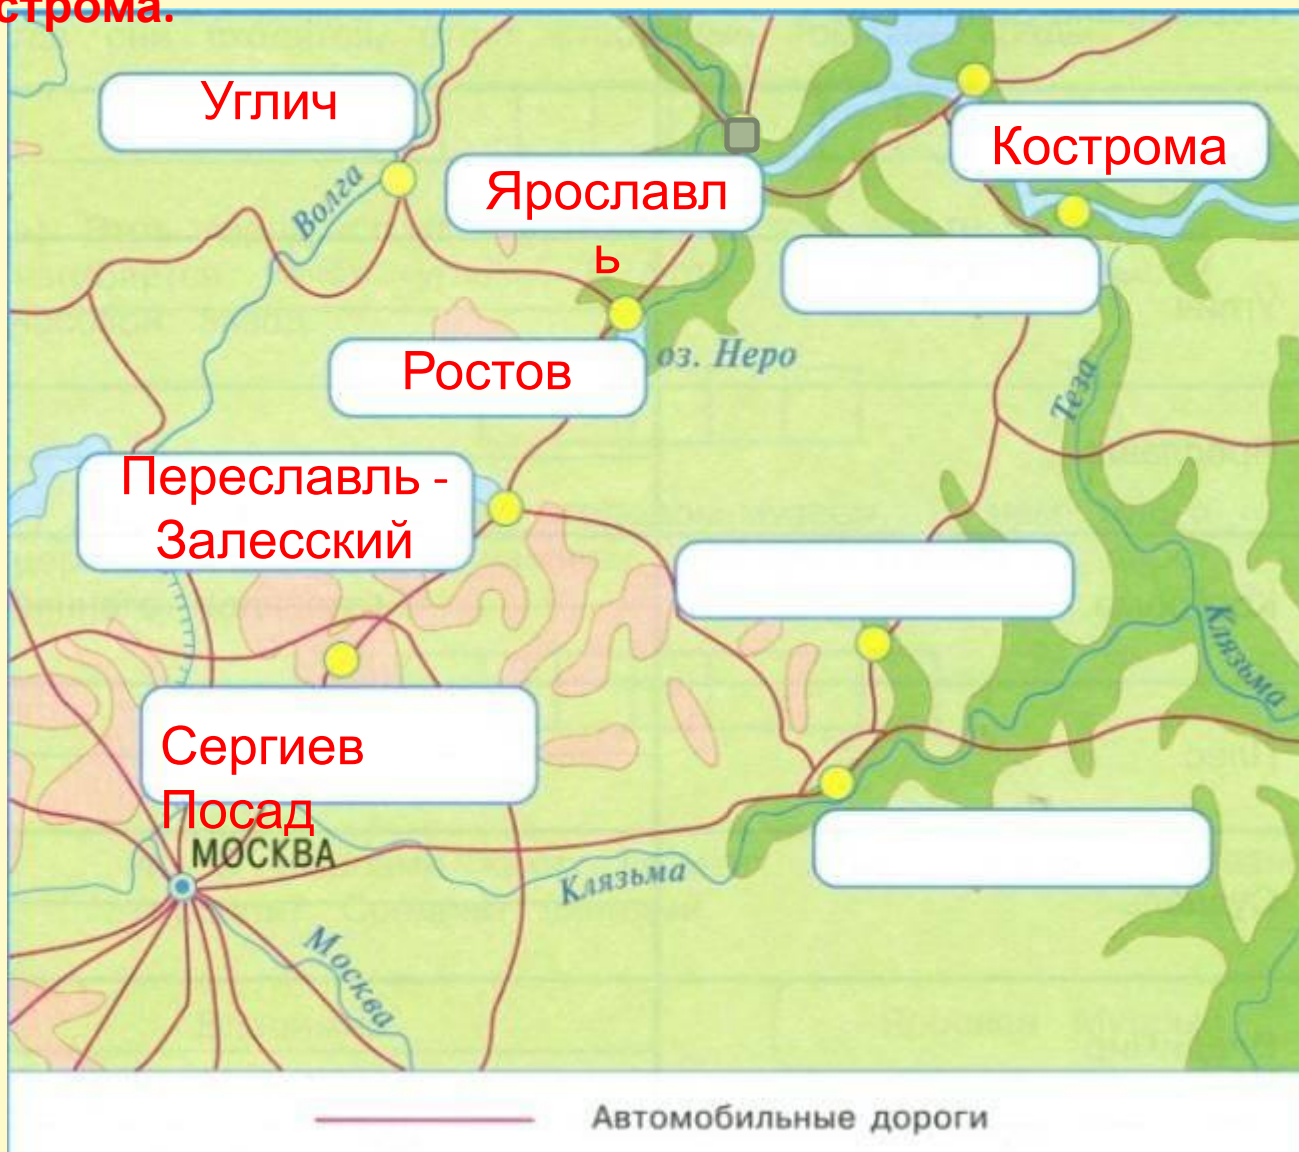 строма.
Углич
Кострома
Ярославл
ь
Волга
Ростов
оз. Неро
Теза
Переславль -
Залесский
Клязьма
Сергиев
Посад
МОСКВА
Клязьма
Москва
Автомобильные дороги